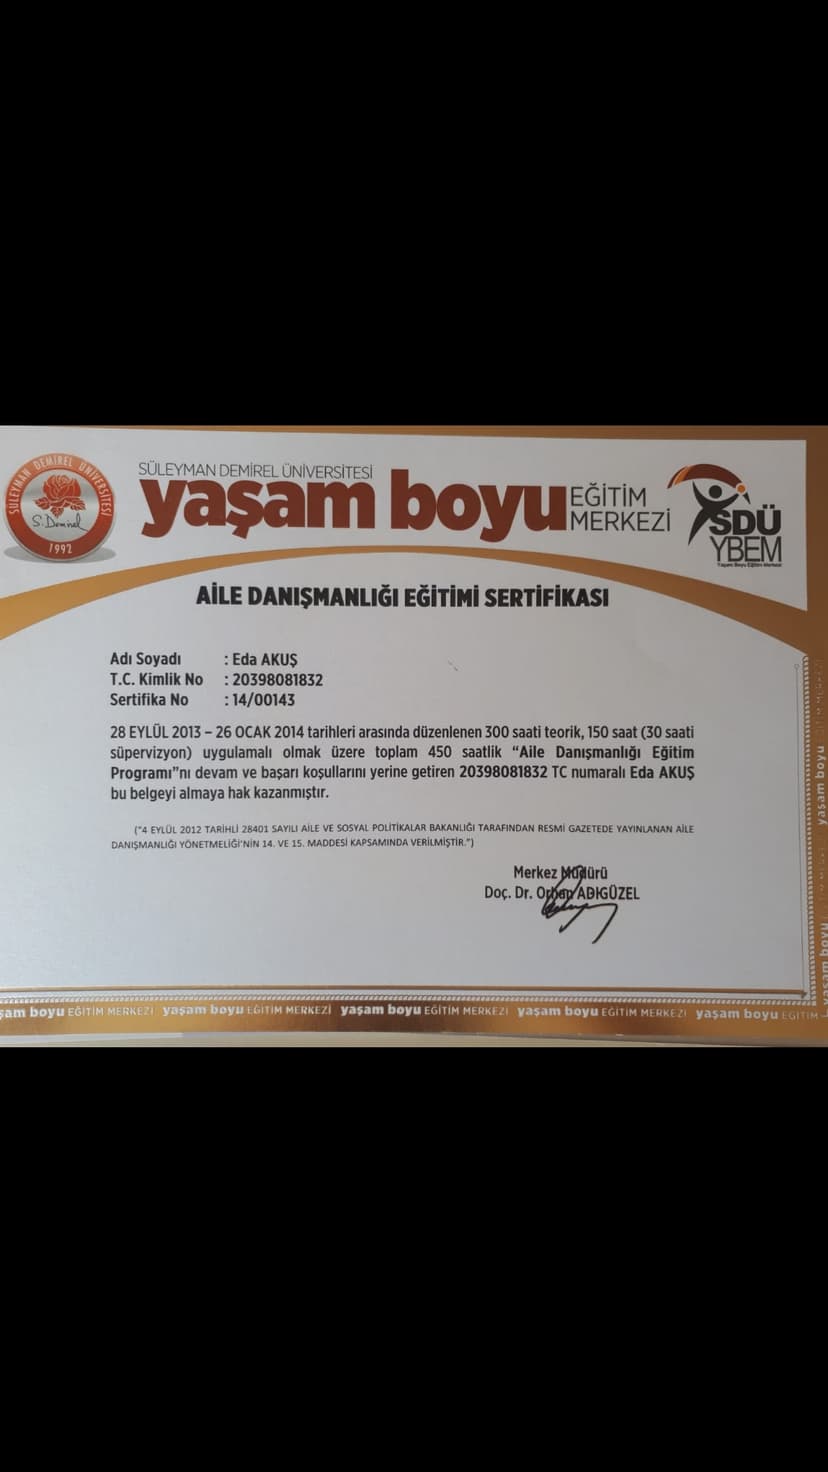 SÜLEYMAN DEMİREL ÜNİVERSİTESİ
S. Demirel
1992
SÜLEYMAN DEMİREL ÜNİVERSİTESİ
yaşam boyu EĞİTİM MERKEZİ
SDÜ
YBEM
Yaşam Boyu Eğitim Merkezi
AİLE DANIŞMANLIĞI EĞİTİMİ SERTİFİKASI
Adı Soyadı : Eda AKUŞ
T.C. Kimlik No : 20398081832
Sertifika No : 14/00143
28 EYLÜL 2013 – 26 OCAK 2014 tarihleri arasında düzenlenen 300 saati teorik, 150 saat (30 saati
süpervizyon) uygulamalı olmak üzere toplam 450 saatlik “Aile Danışmanlığı Eğitim
Programı”nı devam ve başarı koşullarını yerine getiren 20398081832 TC numaralı Eda AKUŞ
bu belgeyi almaya hak kazanmıştır.
("4 EYLÜL 2012 TARİHLİ 28401 SAYILI AİLE VE SOSYAL POLİTİKALAR BAKANLIĞI TARAFINDAN RESMİ GAZETEDE YAYINLANAN AİLE
DANIŞMANLIĞI YÖNETMELİĞİ'NİN 14. VE 15. MADDESİ KAPSAMINDA VERİLMİŞTİR.")
Merkez Müdürü
Doç. Dr. Orhan ADIGÜZEL
şam boyu EĞİTİM MERKEZİ yaşam boyu EĞİTİM MERKEZİ yaşam boyu EĞİTİM MERKEZİ yaşam boyu EĞİTİM MERKEZİ yaşam boyu EĞİTİM
yaşam boyu
yaşam boyu